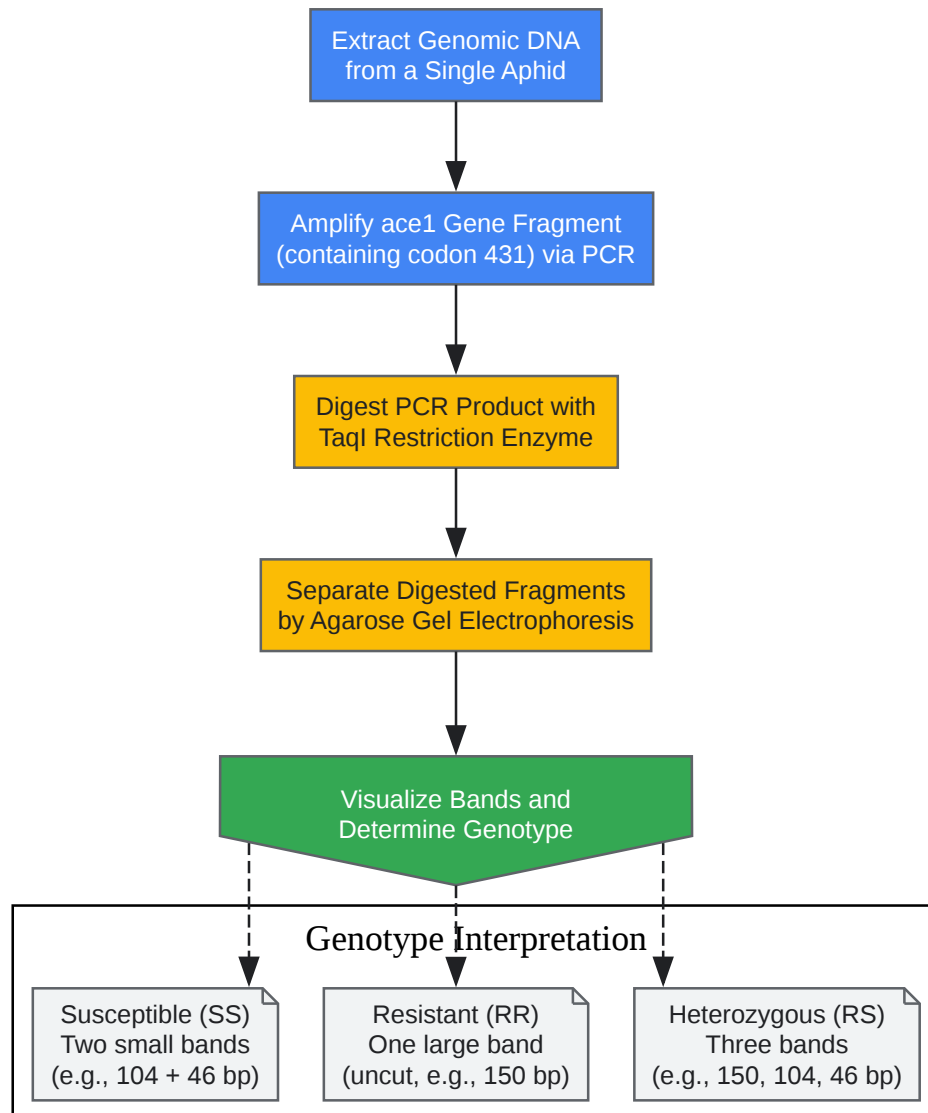 Extract Genomic DNA
from a Single Aphid
Amplify ace1 Gene Fragment
(containing codon 431) via PCR
Digest PCR Product with
TaqI Restriction Enzyme
Separate Digested Fragments
by Agarose Gel Electrophoresis
Visualize Bands and
Determine Genotype
Genotype Interpretation
Susceptible (SS)
Two small bands
(e.g., 104 + 46 bp)
Resistant (RR)
One large band
(uncut, e.g., 150 bp)
Heterozygous (RS)
Three bands
(e.g., 150, 104, 46 bp)